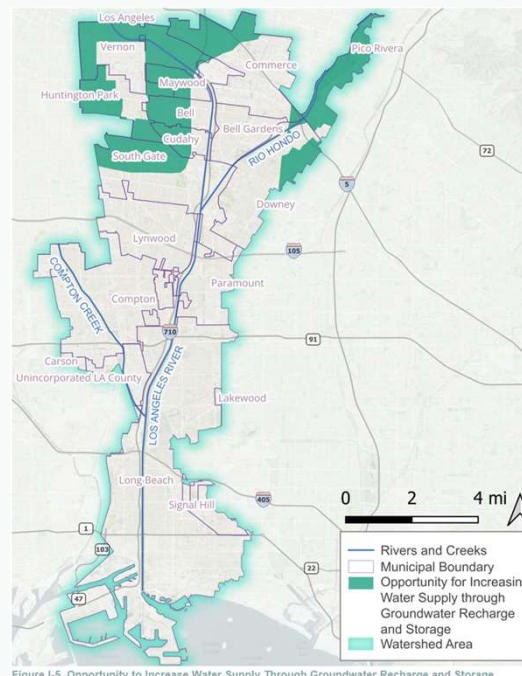 Los Angeles
Vernon
Commerce
Pico Rivera
Maywood
Huntington Park
Bell
Bell Gardens
Cudahy
RIO HONDO
South Gate
72
5
Downey
Lynwood
105
COMPTON CREEK
Paramount
Compton
710
91
Carson
Unincorporated LA County
LOS ANGELES RIVER
Lakewood
Long Beach
Signal Hill
405
0 2 4 mi
1
103
22
47
Rivers and Creeks
Municipal Boundary
Opportunity for Increasin
Water Supply through
Groundwater Recharge
and Storage
Watershed Area
Figure I-5. Opportunity to Increase Water Supply Through Groundwater Recharge and Storage